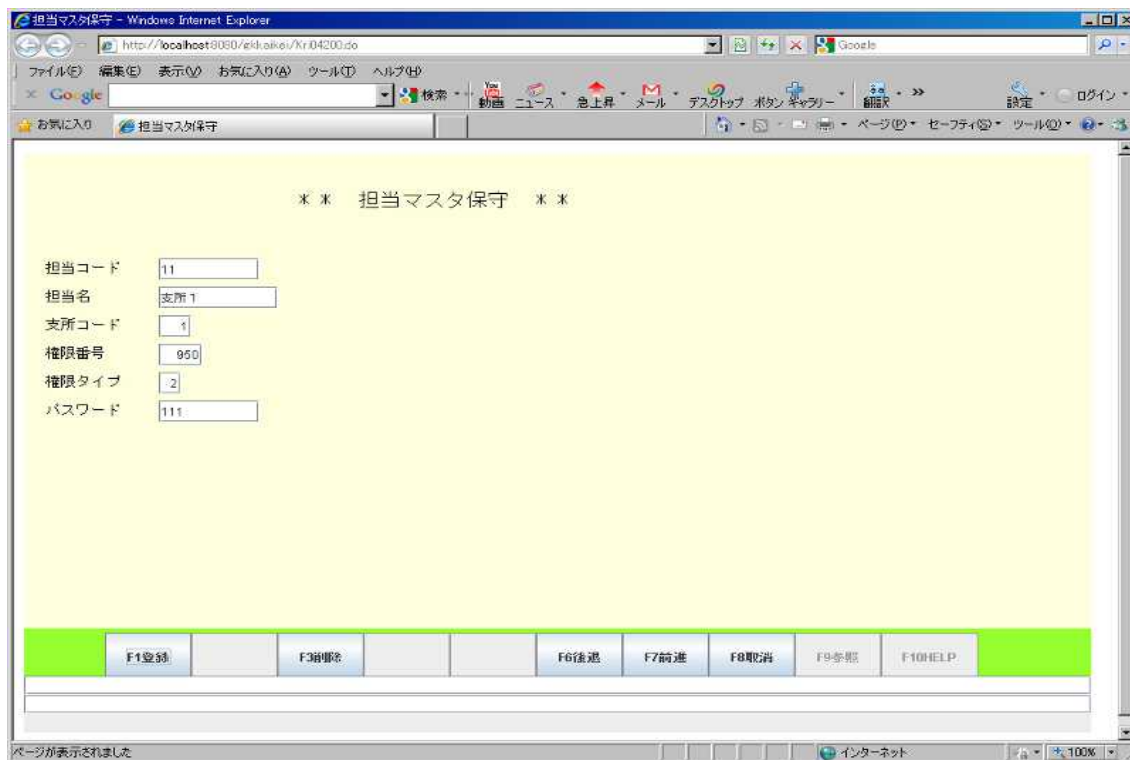 担当マスタ保守 - Windows Internet Explorer
http://localhost:8080/gkkaikei/Kri04200.do
Google
ファイル(F) 編集(E) 表示(V) お気に入り(A) ツール(T) ヘルプ(H)
× Google 検索 You 動画 ニュース 急上昇 メール デスクトップ ボタン ギャラリー 翻訳 » 設定 ログイン
お気に入り 担当マスタ保守 ページ(P) セーフティ(S) ツール(O)
** 担当マスタ保守 **
担当コード 11
担当名 支所1
支所コード 1
権限番号 950
権限タイプ 2
パスワード 111
F1登録 F3削除 F6後退 F7前進 F8取消 F9参照 F10HELP
ページが表示されました インターネット 100%